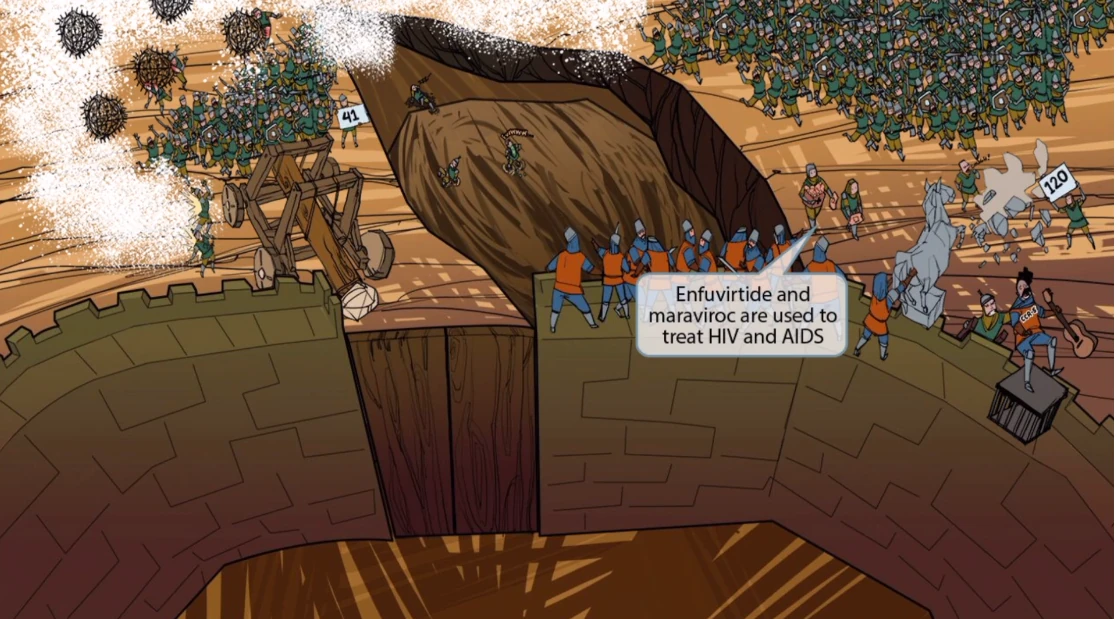 41
120
Enfuvirtide and
maraviroc are used to
treat HIV and AIDS